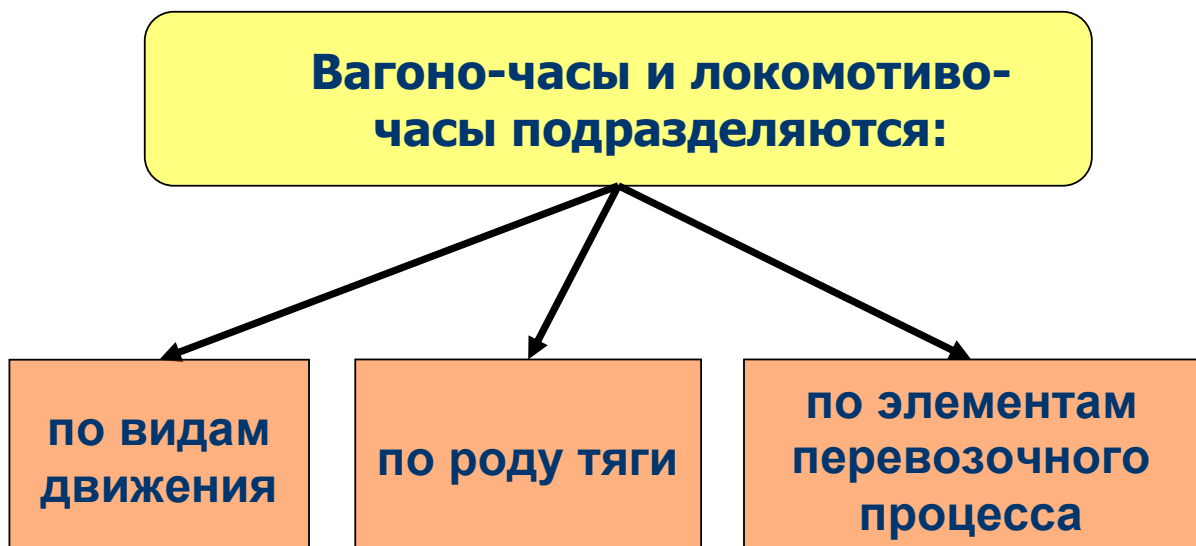 Вагоно-часы и локомотиво-
часы подразделяются:
по видам
движения
по роду тяги
по элементам
перевозочного
процесса